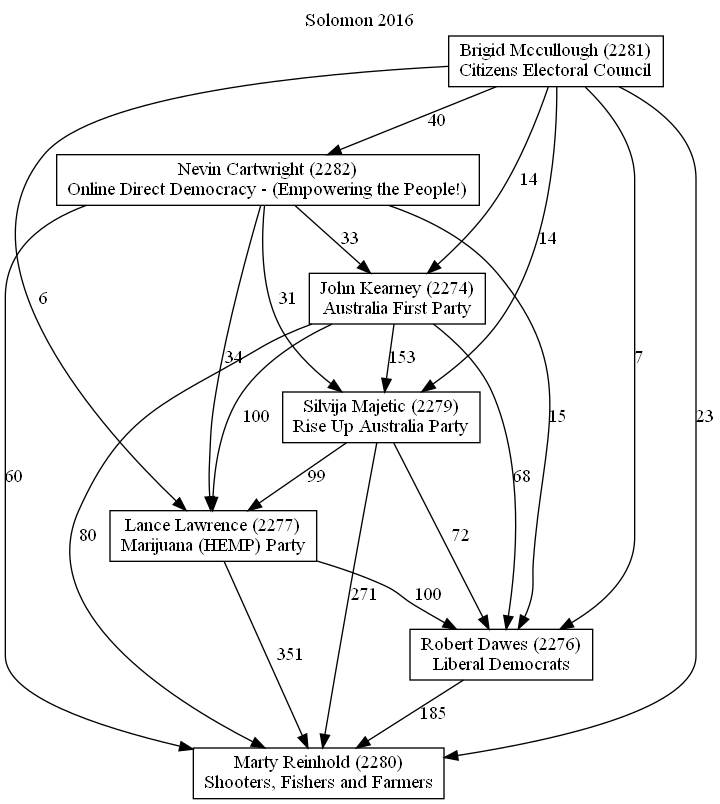 Solomon 2016
Brigid Mccullough (2281)
Citizens Electoral Council
40
Nevin Cartwright (2282)
Online Direct Democracy - (Empowering the People!)
14
33
14
John Kearney (2274)
Australia First Party
6
31
34
153
7
Silvija Majetic (2279)
Rise Up Australia Party
100
15
23
60
99
68
Lance Lawrence (2277)
Marijuana (HEMP) Party
80
72
271
100
Robert Dawes (2276)
Liberal Democrats
351
185
Marty Reinhold (2280)
Shooters, Fishers and Farmers